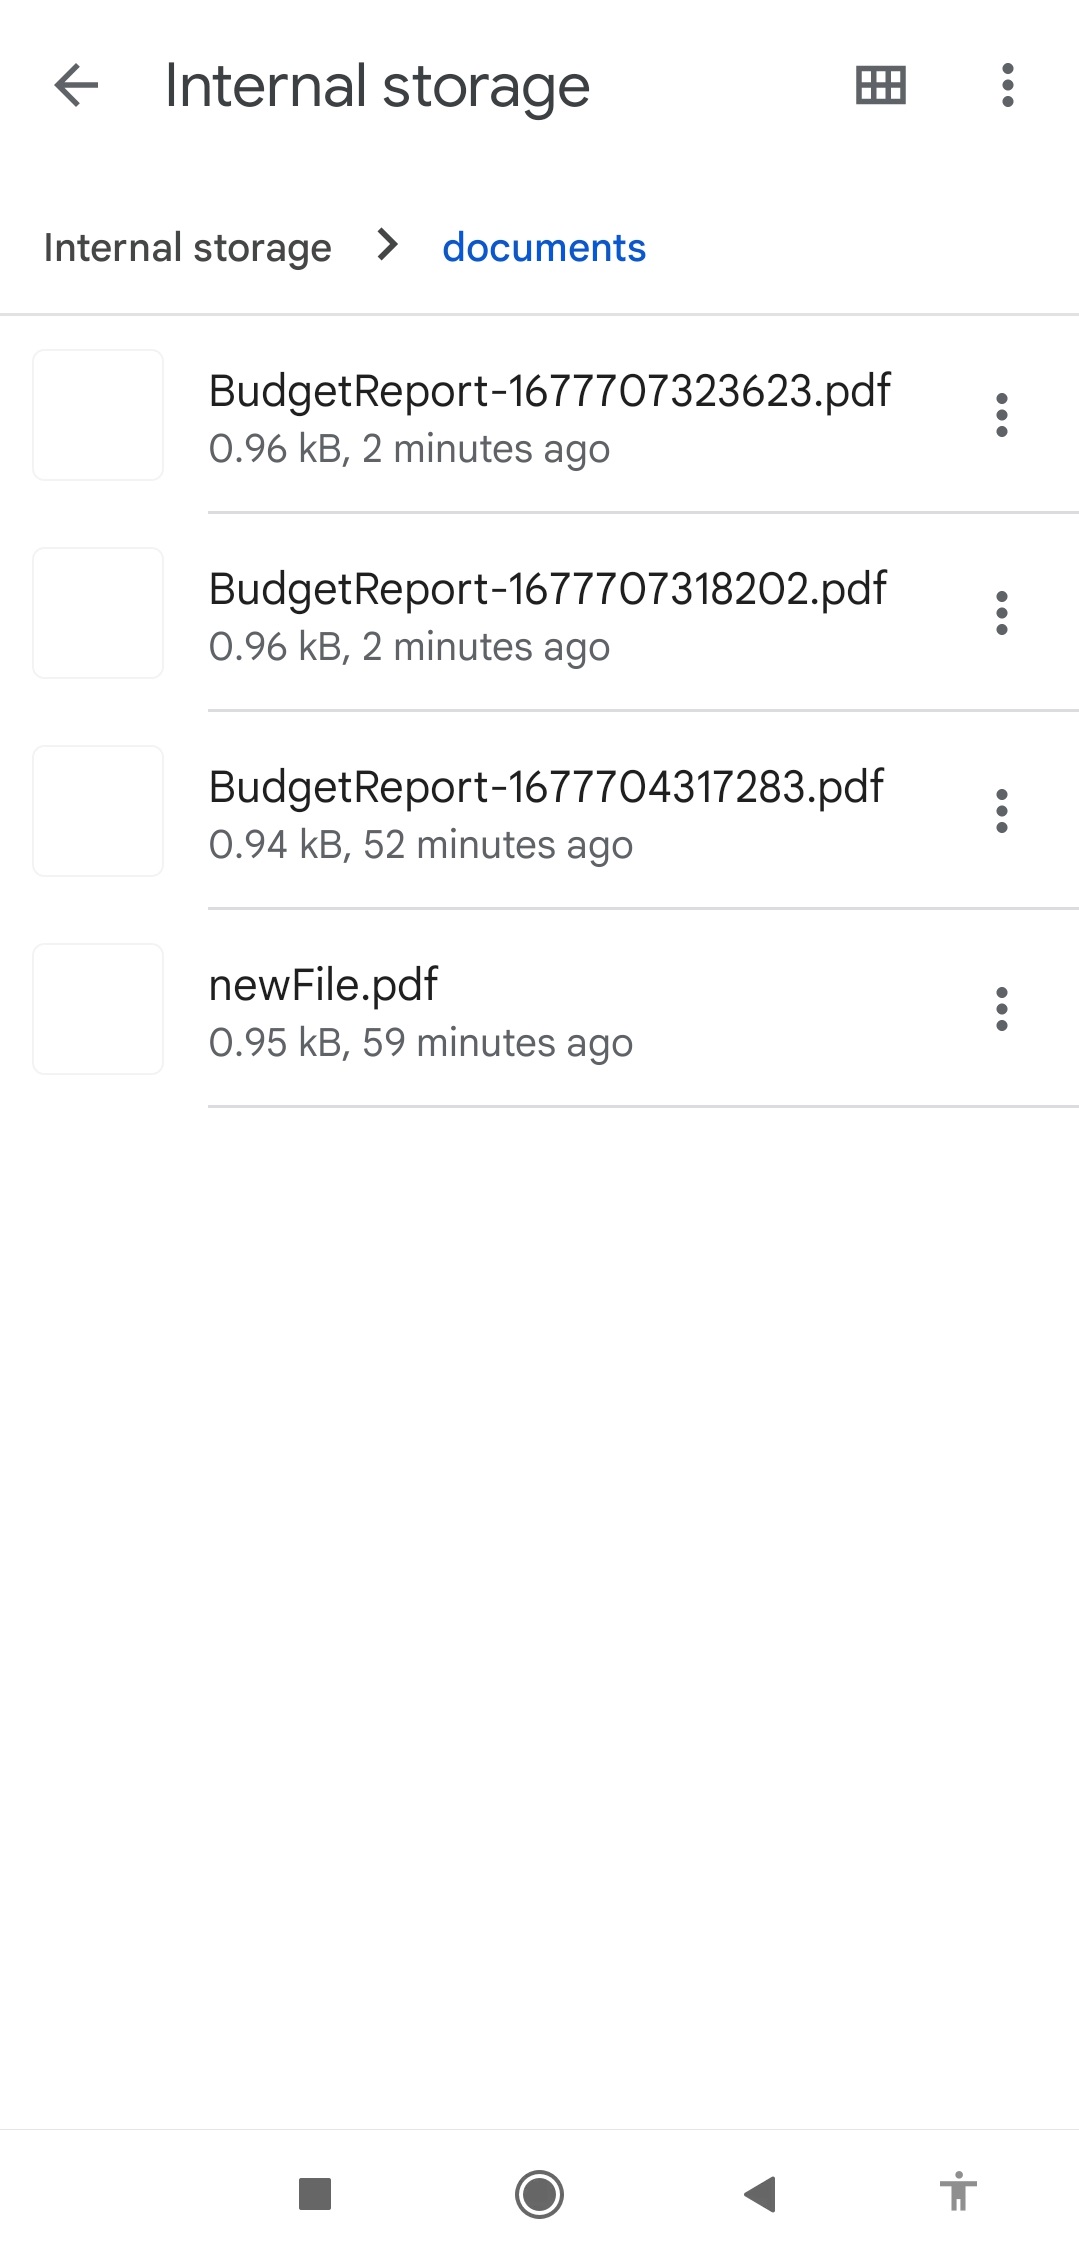 Internal storage
Internal storage > documents
BudgetReport-1677707323623.pdf
0.96 kB, 2 minutes ago
BudgetReport-1677707318202.pdf
0.96 kB, 2 minutes ago
BudgetReport-1677704317283.pdf
0.94 kB, 52 minutes ago
newFile.pdf
0.95 kB, 59 minutes ago